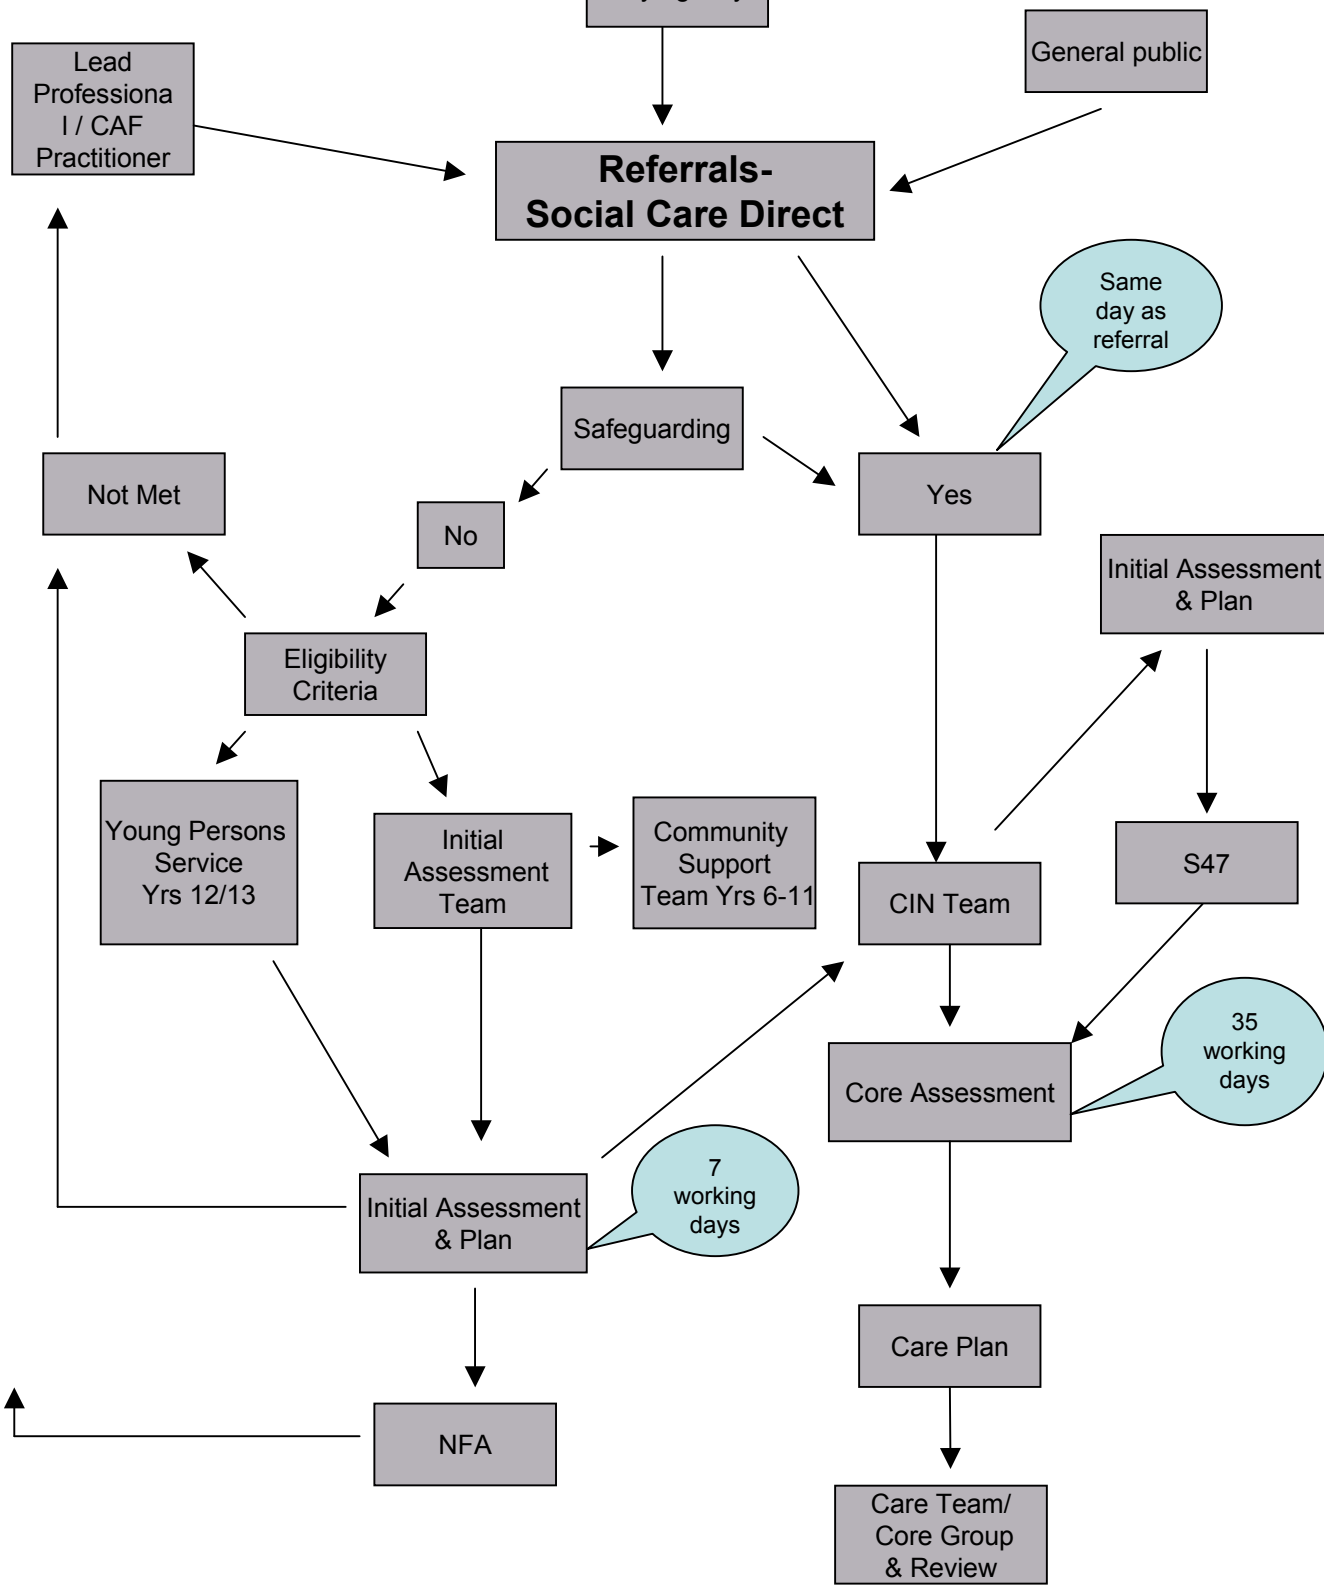 General public
Lead
Professiona
l / CAF
Practitioner
Referrals-
Social Care Direct
Same
day as
referral
Safeguarding
Not Met
Yes
No
Initial Assessment
& Plan
Eligibility
Criteria
Young Persons
Service
Yrs 12/13
Initial
Assessment
Team
Community
Support
Team Yrs 6-11
S47
CIN Team
35
working
days
Core Assessment
7
working
days
Initial Assessment
& Plan
Care Plan
NFA
Care Team/
Core Group
& Review